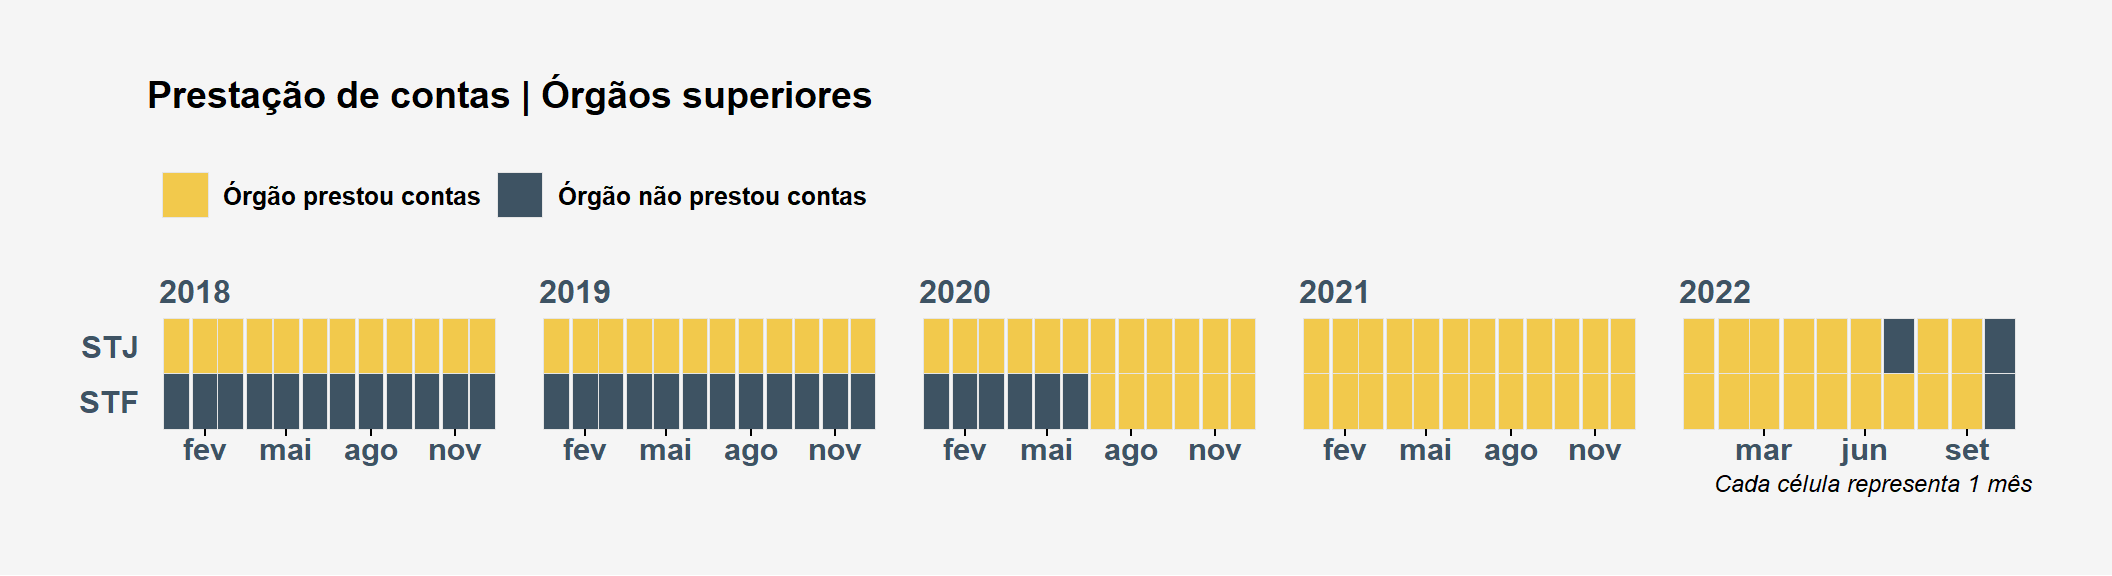 Prestação de contas | Órgãos superiores
Órgão prestou contas Órgão não prestou contas
2018 2019 2020 2021 2022
STJ
STF
fev mai ago nov fev mai ago nov fev mai ago nov fev mai ago nov mar jun set
Cada célula representa 1 mês